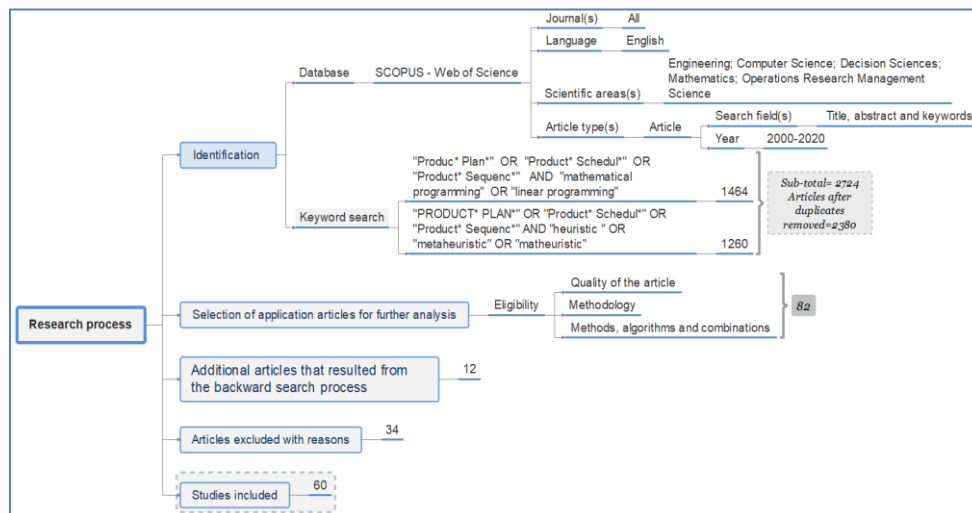 Journal(s) All
Language English
Database SCOPUS - Web of Science
Engineering; Computer Science; Decision Sciences;
Mathematics; Operations Research Management
Science
Scientific areas(s)
Article type(s) Article
Search field(s) Title, abstract and keywords
Year 2000-2020
Identification
Keyword search
"Produc* Plan*" OR "Product* Schedul*" OR
"Product* Sequenc*" AND "mathematical
programming" OR "linear programming"
1464
"PRODUCT* PLAN*" OR "Product* Schedul*" OR
"Product* Sequenc*" AND "heuristic " OR
"metaheuristic" OR "matheuristic"
1260
Sub-total= 2724
Articles after
duplicates
removed=2380
Research process
Selection of application articles for further analysis
Eligibility
Quality of the article
Methodology
Methods, algorithms and combinations
82
Additional articles that resulted from
the backward search process
12
Articles excluded with reasons
34
Studies included
60